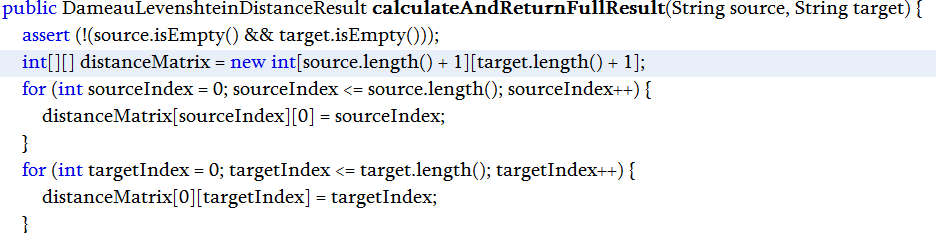 public DameauLevenshteinDistanceResult calculateAndReturnFullResult(String source, String target) {
assert (!(source.isEmpty() && target.isEmpty()));
int[][] distanceMatrix = new int[source.length() + 1][target.length() + 1];
for (int sourceIndex = 0; sourceIndex <= source.length(); sourceIndex++) {
distanceMatrix[sourceIndex][0] = sourceIndex;
}
for (int targetIndex = 0; targetIndex <= target.length(); targetIndex++) {
distanceMatrix[0][targetIndex] = targetIndex;
}